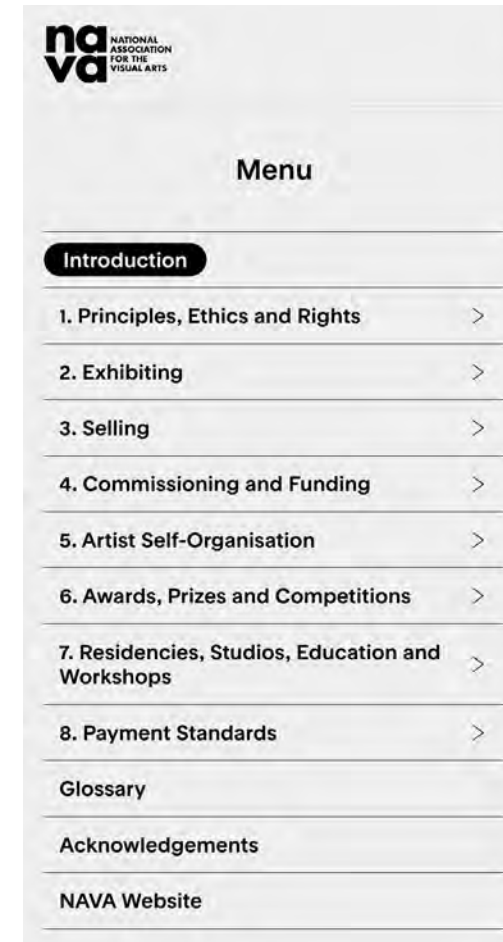 nava
NATIONAL
ASSOCIATION
FOR THE
VISUAL ARTS
Menu
Introduction
1. Principles, Ethics and Rights
2. Exhibiting
3. Selling
4. Commissioning and Funding
5. Artist Self-Organisation
6. Awards, Prizes and Competitions
7. Residencies, Studios, Education and
Workshops
8. Payment Standards
Glossary
Acknowledgements
NAVA Website